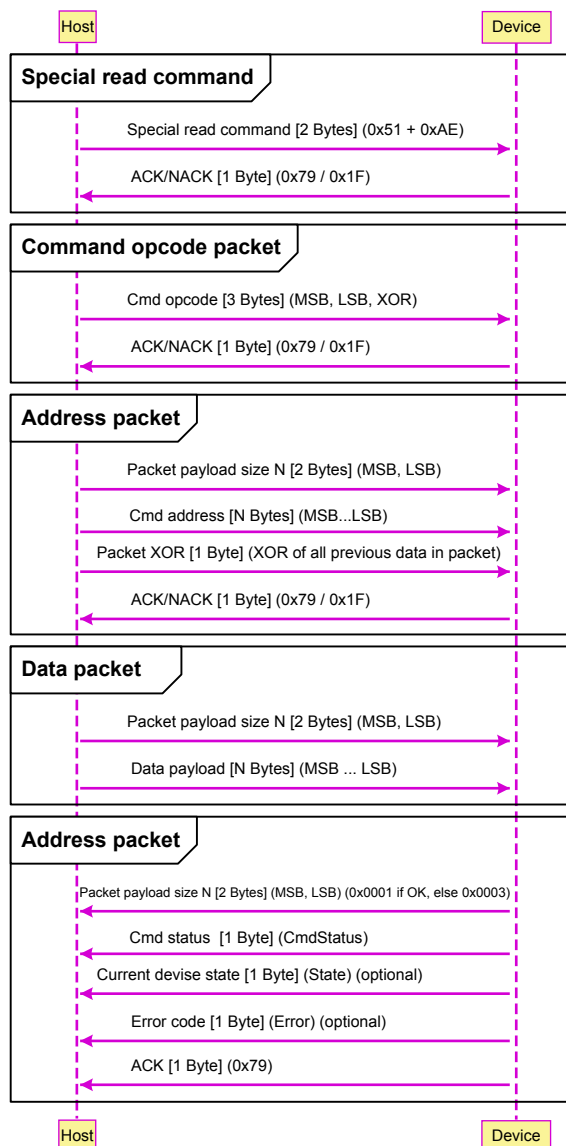 Host
Device
Special read command
Special read command [2 Bytes] (0x51 + 0xAE)
ACK/NACK [1 Byte] (0x79 / 0x1F)
Command opcode packet
Cmd opcode [3 Bytes] (MSB, LSB, XOR)
ACK/NACK [1 Byte] (0x79 / 0x1F)
Address packet
Packet payload size N [2 Bytes] (MSB, LSB)
Cmd address [N Bytes] (MSB...LSB)
Packet XOR [1 Byte] (XOR of all previous data in packet)
ACK/NACK [1 Byte] (0x79 / 0x1F)
Data packet
Packet payload size N [2 Bytes] (MSB, LSB)
Data payload [N Bytes] (MSB ... LSB)
Address packet
Packet payload size N [2 Bytes] (MSB, LSB) (0x0001 if OK, else 0x0003)
Cmd status [1 Byte] (CmdStatus)
Current devise state [1 Byte] (State) (optional)
Error code [1 Byte] (Error) (optional)
ACK [1 Byte] (0x79)
Host
Device